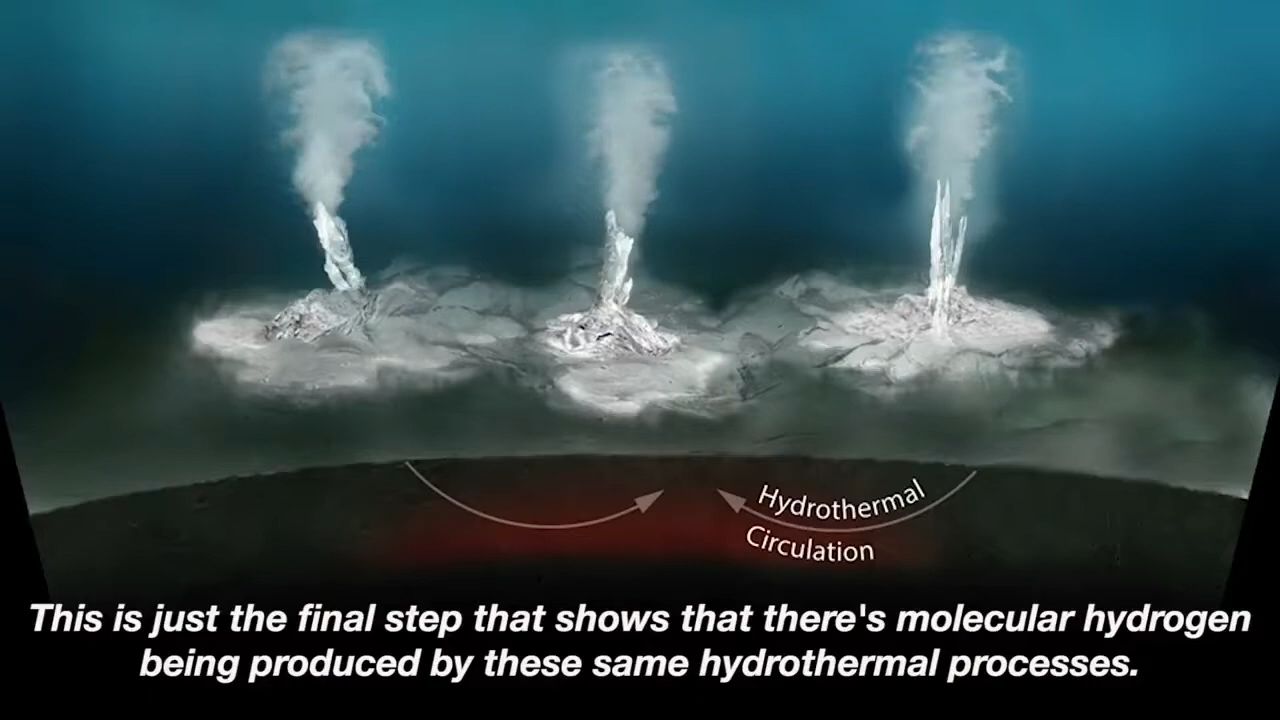 Hydrothermal
Circulation
This is just the final step that shows that there's molecular hydrogen
being produced by these same hydrothermal processes.